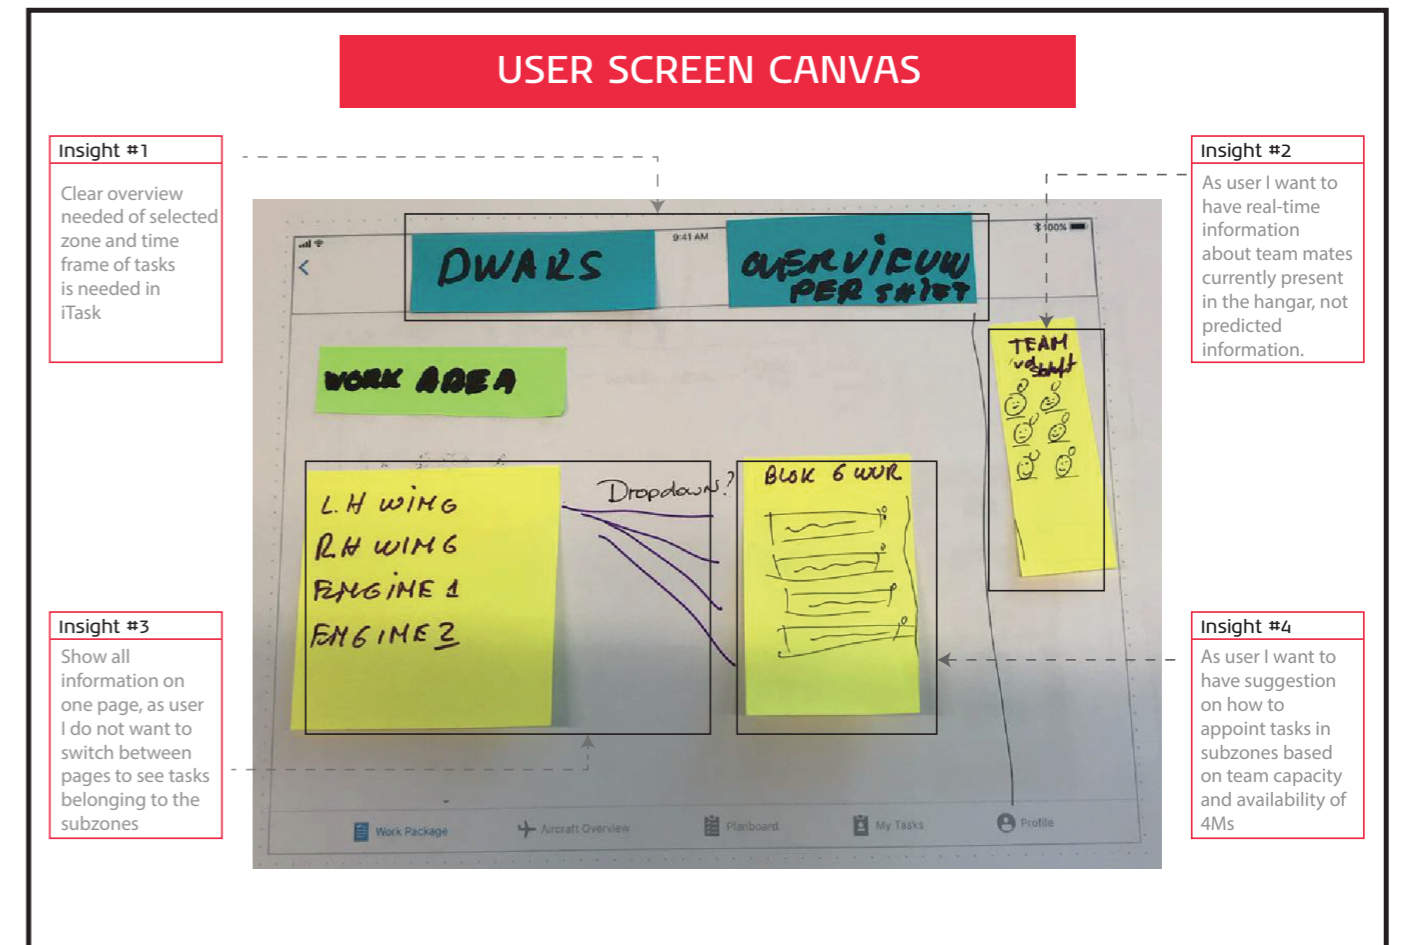 USER SCREEN CANVAS
Insight #1
Clear overview
needed of selected
zone and time
frame of tasks
is needed in
iTask
Insight #2
As user I want to
have real-time
information
about team mates
currently present
in the hangar, not
predicted
information.
9:41 AM
100%
DWARS
OVERVIEUW
PER SHIFT
WORK AREA
TEAM
vd Shift
L.H WING
R.H WING
ENGINE 1
ENGINE 2
Dropdowns?
BLOK 6 UUR
Insight #3
Show all
information on
one page, as user
I do not want to
switch between
pages to see tasks
belonging to the
subzones
Insight #4
As user I want to
have suggestion
on how to
appoint tasks in
subzones based
on team capacity
and availability of
4Ms
Work Package
Aircraft Overview
Planboard
My Tasks
Profile